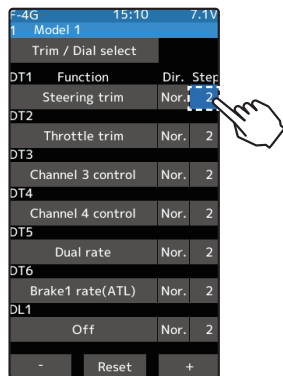 F-4G 15:10 7.1V
1 Model 1
Trim / Dial select
DT1 Function Dir. Step
Steering trim Nor. 2
DT2
Throttle trim Nor. 2
DT3
Channel 3 control Nor. 2
DT4
Channel 4 control Nor. 2
DT5
Dual rate Nor. 2
DT6
Brake1 rate(ATL) Nor. 2
DL1
Off Nor. 2
- Reset +